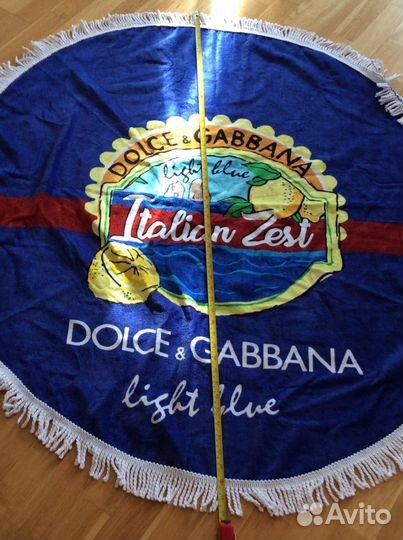 DOLCE & GABBANA
light blue
Italian Zest
DOLCE & GABBANA
light blue
Avito